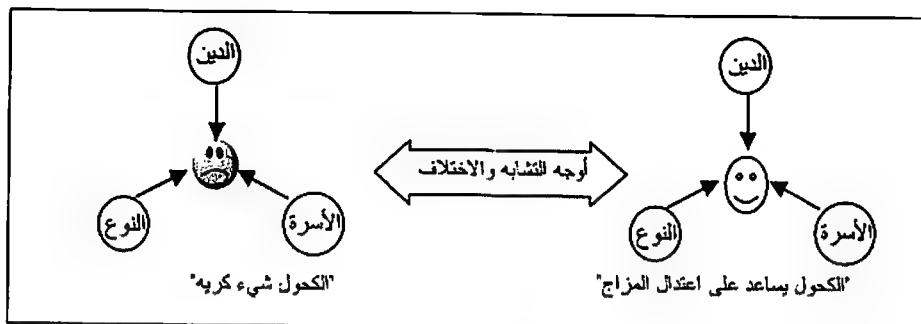 الدين
الدين
أوجه التشابه والاختلاف
الأسرة
النوع
الأسرة
النوع
"الكحول يساعد على اعتدال المزاج"
"الكحول شيء كريه"